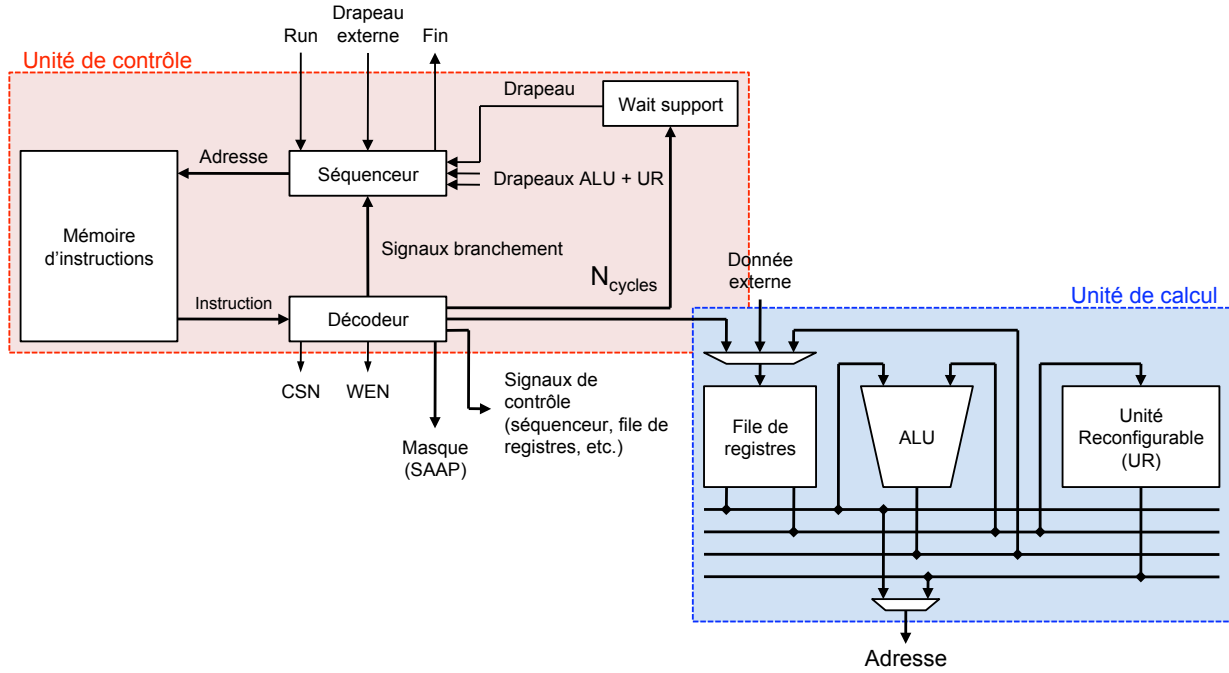 Run
Drapeau
externe
Fin
Unité de contrôle
Drapeau
Wait support
Adresse
Séquenceur
Drapeaux ALU + UR
Mémoire
d'instructions
Signaux branchement
Ncycles
Donnée
externe
Instruction
Décodeur
Unité de calcul
CSN
WEN
Masque
(SAAP)
Signaux de
contrôle
(séquenceur, file de
registres, etc.)
File de
registres
ALU
Unité
Reconfigurable
(UR)
Adresse